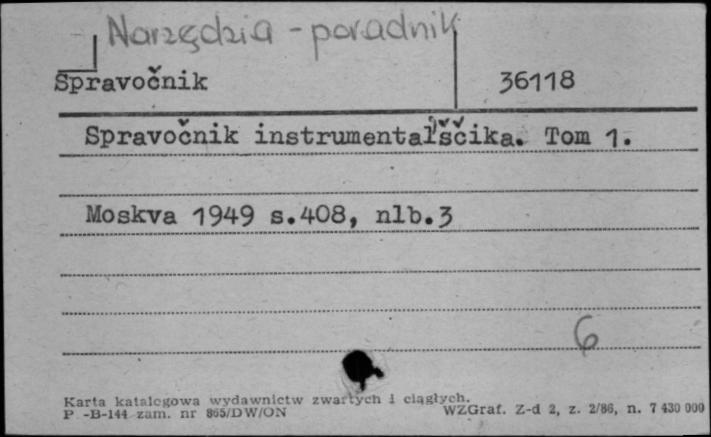 Narzędzia - poradnik
Spravočnik 36118
Spravočnik instrumental'ščika. Tom 1.
Moskva 1949 s.408, nlb.3
6
Karta katalogowa wydawnictw zwartych i ciągłych.
P -B-144 zam. nr 865/DW/ON WZGraf. Z-d 2, z. 2/86, n. 7 430 000